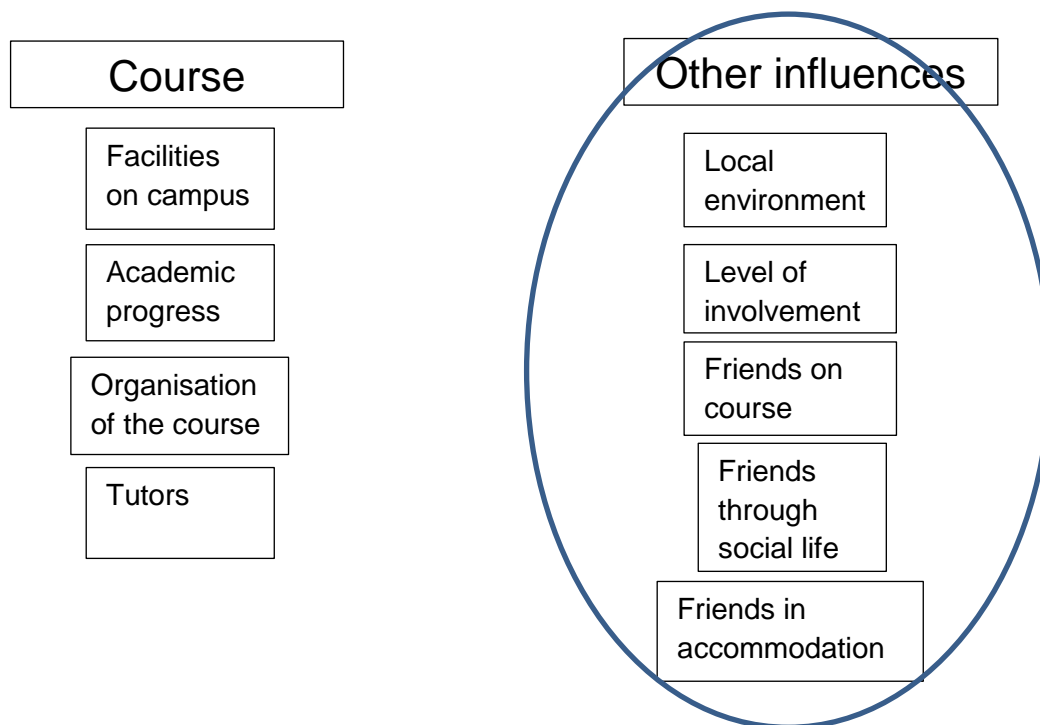 Course
Facilities
on campus
Academic
progress
Organisation
of the course
Tutors
Other influences
Local
environment
Level of
involvement
Friends on
course
Friends
through
social life
Friends in
accommodation